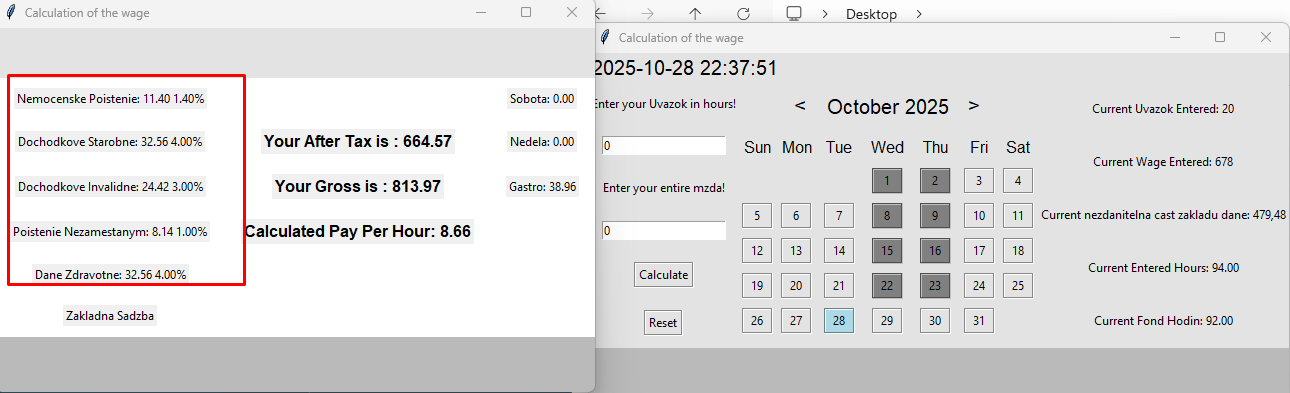 Calculation of the wage
Nemocenske Poistenie: 11.40 1.40%
Dochodkove Starobne: 32.56 4.00%
Dochodkove Invalidne: 24.42 3.00%
Poistenie Nezamestanym: 8.14 1.00%
Dane Zdravotne: 32.56 4.00%
Zakladna Sadzba
Your After Tax is : 664.57
Your Gross is : 813.97
Calculated Pay Per Hour: 8.66
Sobota: 0.00
Nedela: 0.00
Gastro: 38.96
Desktop
Calculation of the wage
2025-10-28 22:37:51
Enter your Uvazok in hours!
0
Enter your entire mzda!
0
Calculate
Reset
< October 2025 >
Sun Mon Tue Wed Thu Fri Sat
1 2 3 4
5 6 7 8 9 10 11
12 13 14 15 16 17 18
19 20 21 22 23 24 25
26 27 28 29 30 31
Current Uvazok Entered: 20
Current Wage Entered: 678
Current nezdanitelna cast zakladu dane: 479,48
Current Entered Hours: 94.00
Current Fond Hodin: 92.00